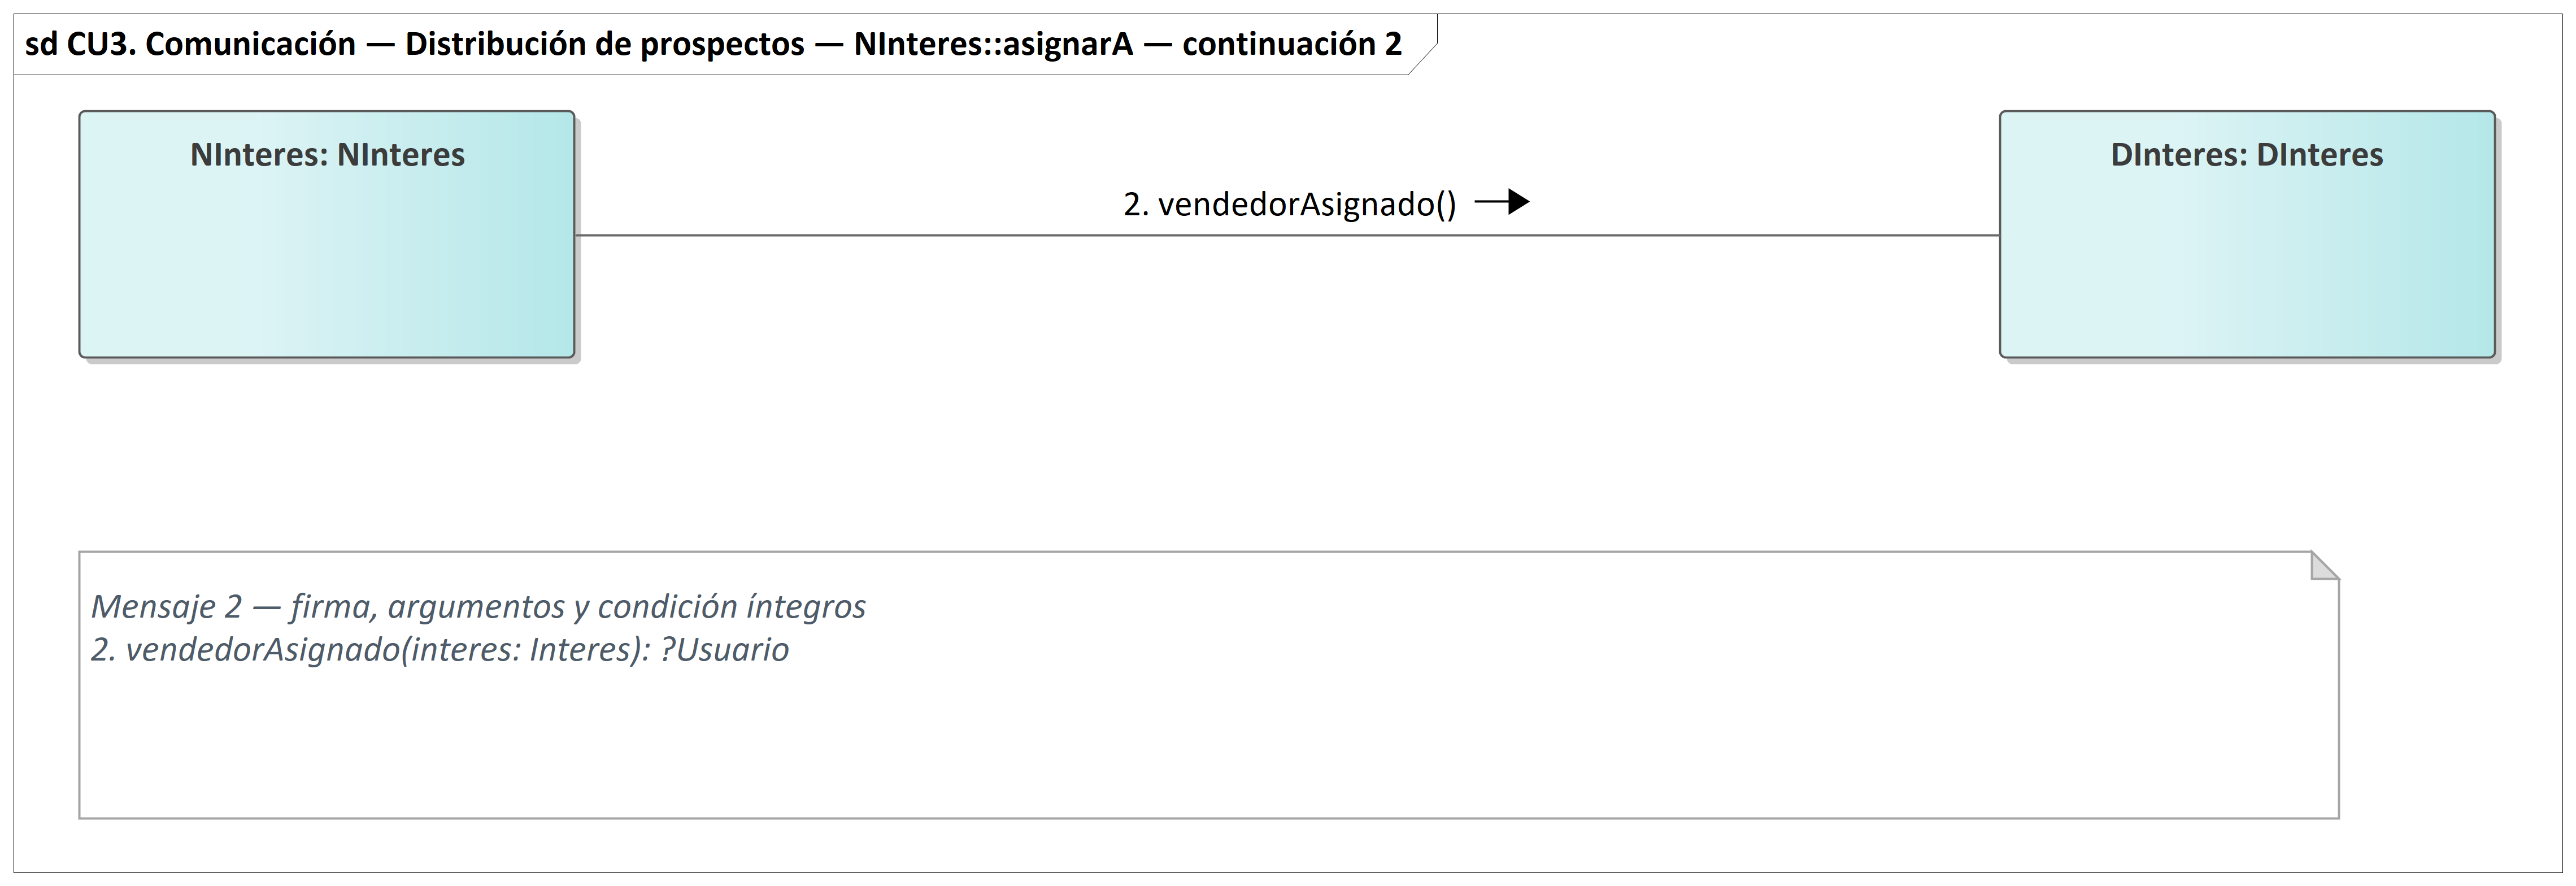 sd CU3. Comunicación — Distribución de prospectos — NInteres::asignarA — continuación 2
NInteres: NInteres
DInteres: DInteres
2. vendedorAsignado()
Mensaje 2 — firma, argumentos y condición íntegros
2. vendedorAsignado(interes: Interes): ?Usuario